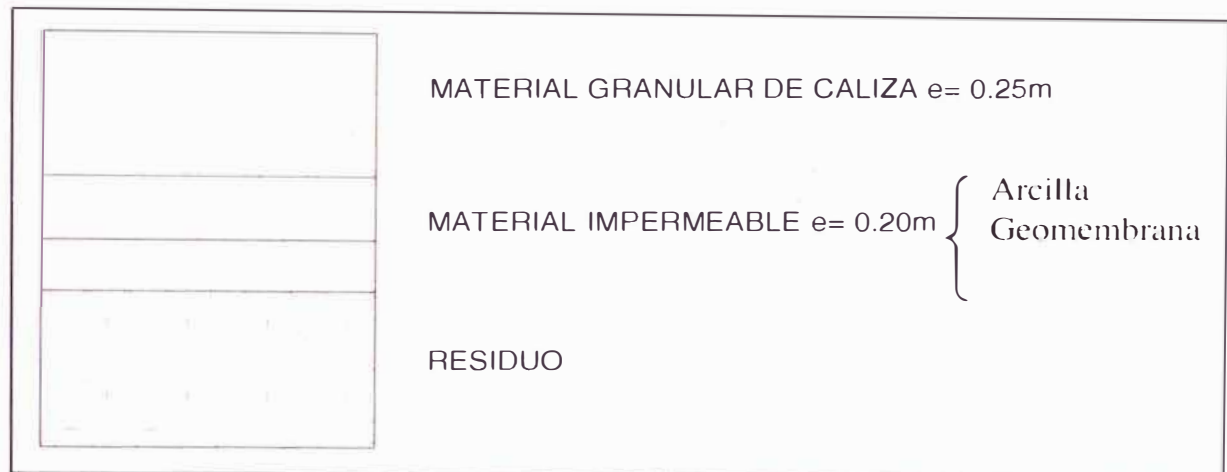 MATERIAL GRANULAR DE CALIZA e= 0.25m
MATERIAL IMPERMEABLE e= 0.20m
Arcilla
Geomembrana
RESIDUO